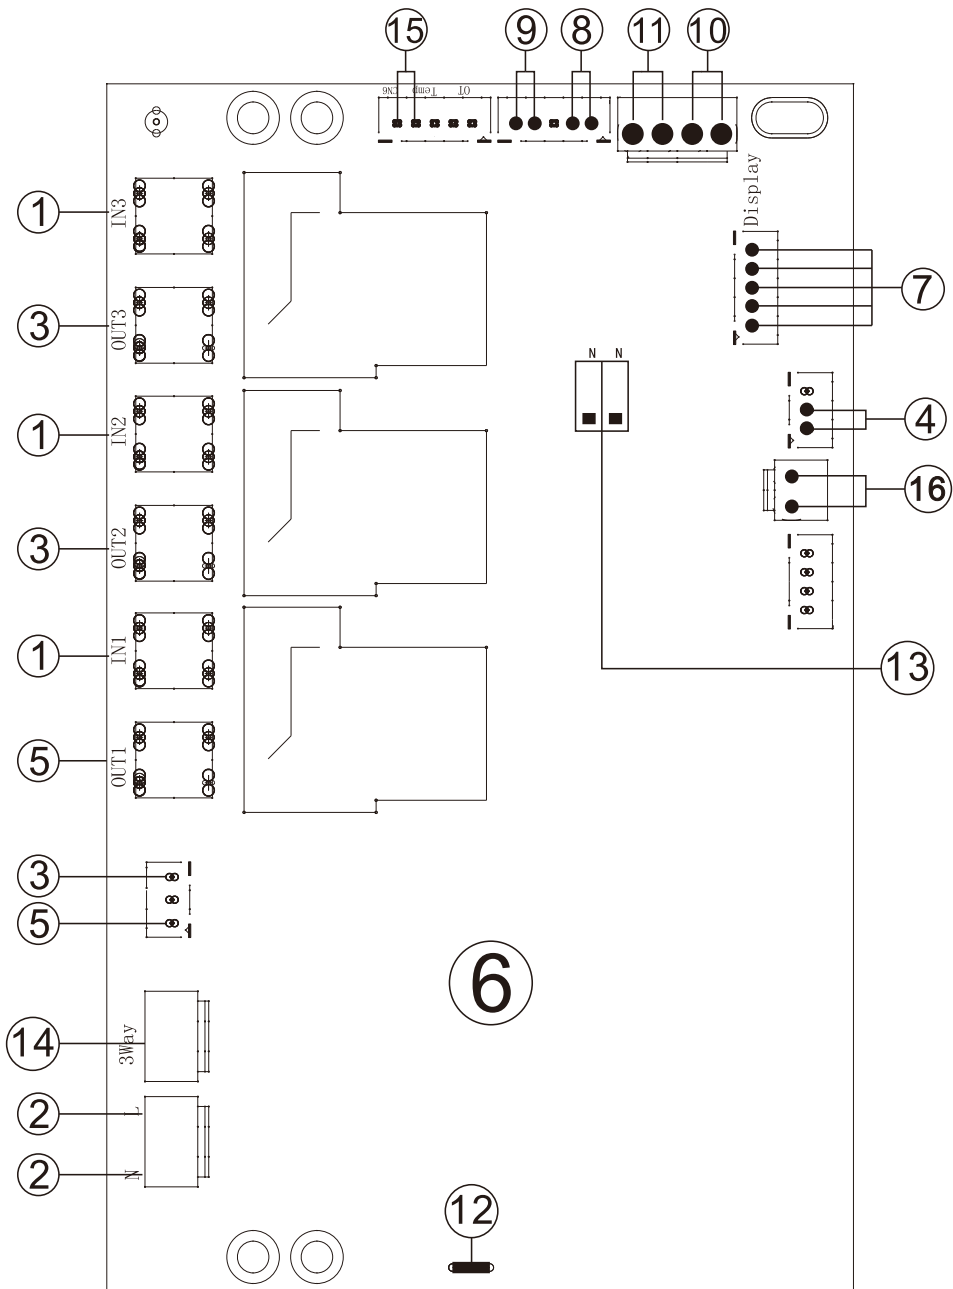 15 9 8 11 10
CN6 Temp OT
Display
1 IN3
7
3 OUT3
N N
4
1 IN2
16
3 OUT2
1 IN1
13
5 OUT1
3
5
6
14 3Way
2 L
2 N
12